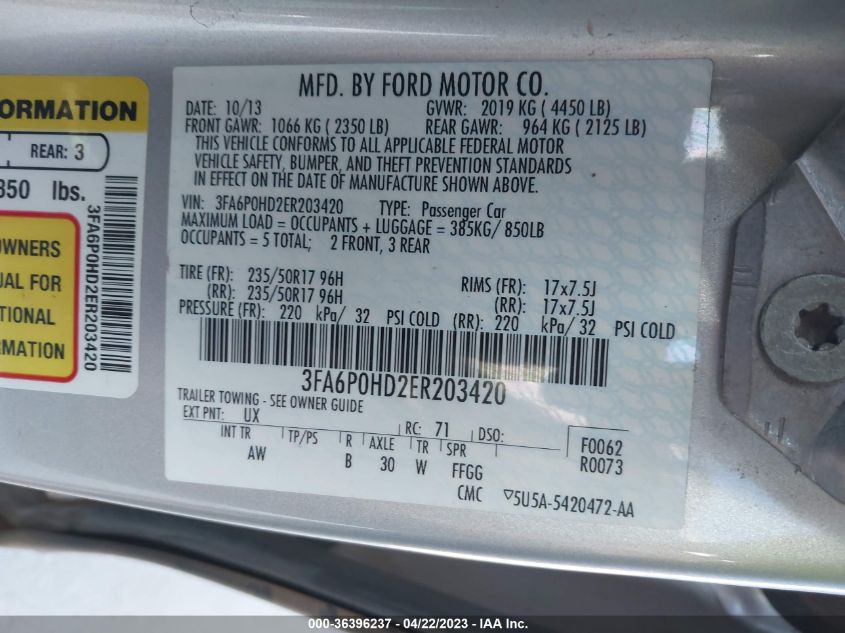 ORMATION
REAR: 3
850 lbs.
OWNERS
UAL FOR
TIONAL
RMATION
3FA6P0HD2ER203420
MFD. BY FORD MOTOR CO.
DATE: 10/13 GVWR: 2019 KG ( 4450 LB)
FRONT GAWR: 1066 KG ( 2350 LB) REAR GAWR: 964 KG ( 2125 LB)
THIS VEHICLE CONFORMS TO ALL APPLICABLE FEDERAL MOTOR
VEHICLE SAFETY, BUMPER, AND THEFT PREVENTION STANDARDS
IN EFFECT ON THE DATE OF MANUFACTURE SHOWN ABOVE.
VIN: 3FA6P0HD2ER203420 TYPE: Passenger Car
MAXIMUM LOAD = OCCUPANTS + LUGGAGE = 385KG/ 850LB
OCCUPANTS = 5 TOTAL; 2 FRONT, 3 REAR
TIRE (FR): 235/50R17 96H RIMS (FR): 17x7.5J
(RR): 235/50R17 96H (RR): 17x7.5J
PRESSURE (FR): 220 kPa/ 32 PSI COLD (RR): 220 kPa/ 32 PSI COLD
3FA6P0HD2ER203420
TRAILER TOWING - SEE OWNER GUIDE
EXT PNT: UX RC: 71 DSO: F0062
INT TR TP/PS R AXLE TR SPR R0073
AW B 30 W FFGG
CMC ▽5U5A-5420472-AA
000-36396237 - 04/22/2023 - IAA Inc.